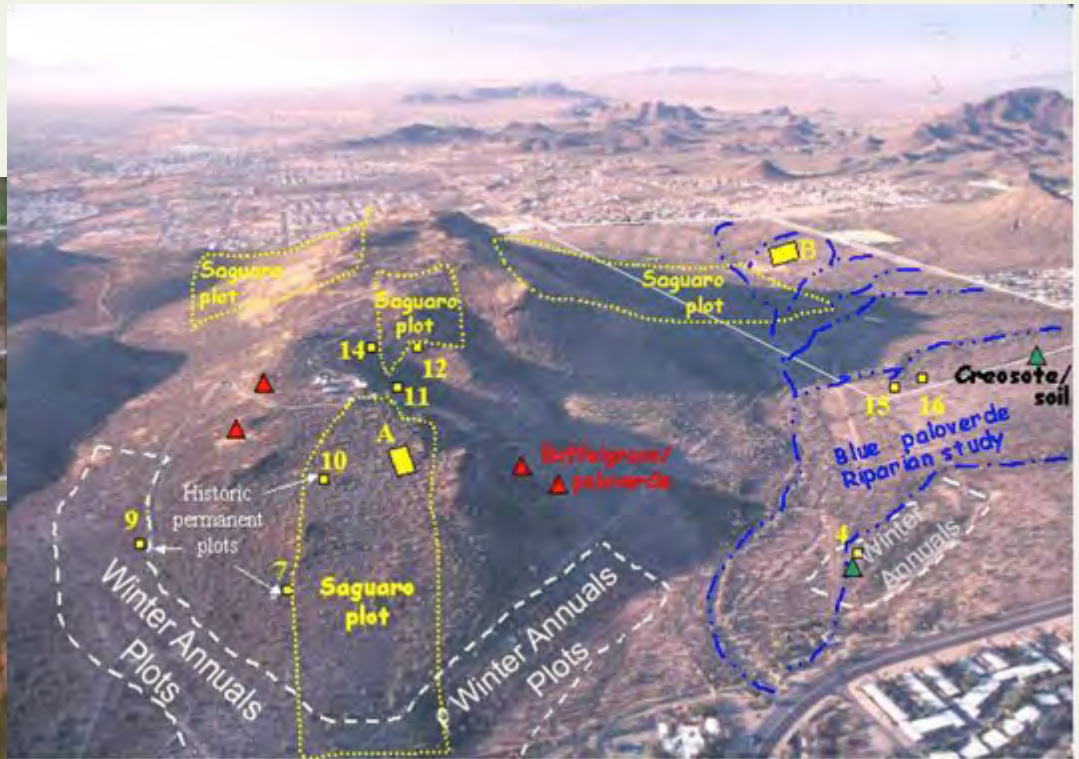 Saguaro
plot
Saguaro
plot
Saguaro
plot
B
14
12
11
Creosote/
soil
15
16
A
10
Buffelgrass/
paloverde
Blue paloverde
Riparian study
Historic
permanent
plots
9
7
4
Winter
Annuals
Saguaro
plot
Winter Annuals
Plots
Winter Annuals
Plots